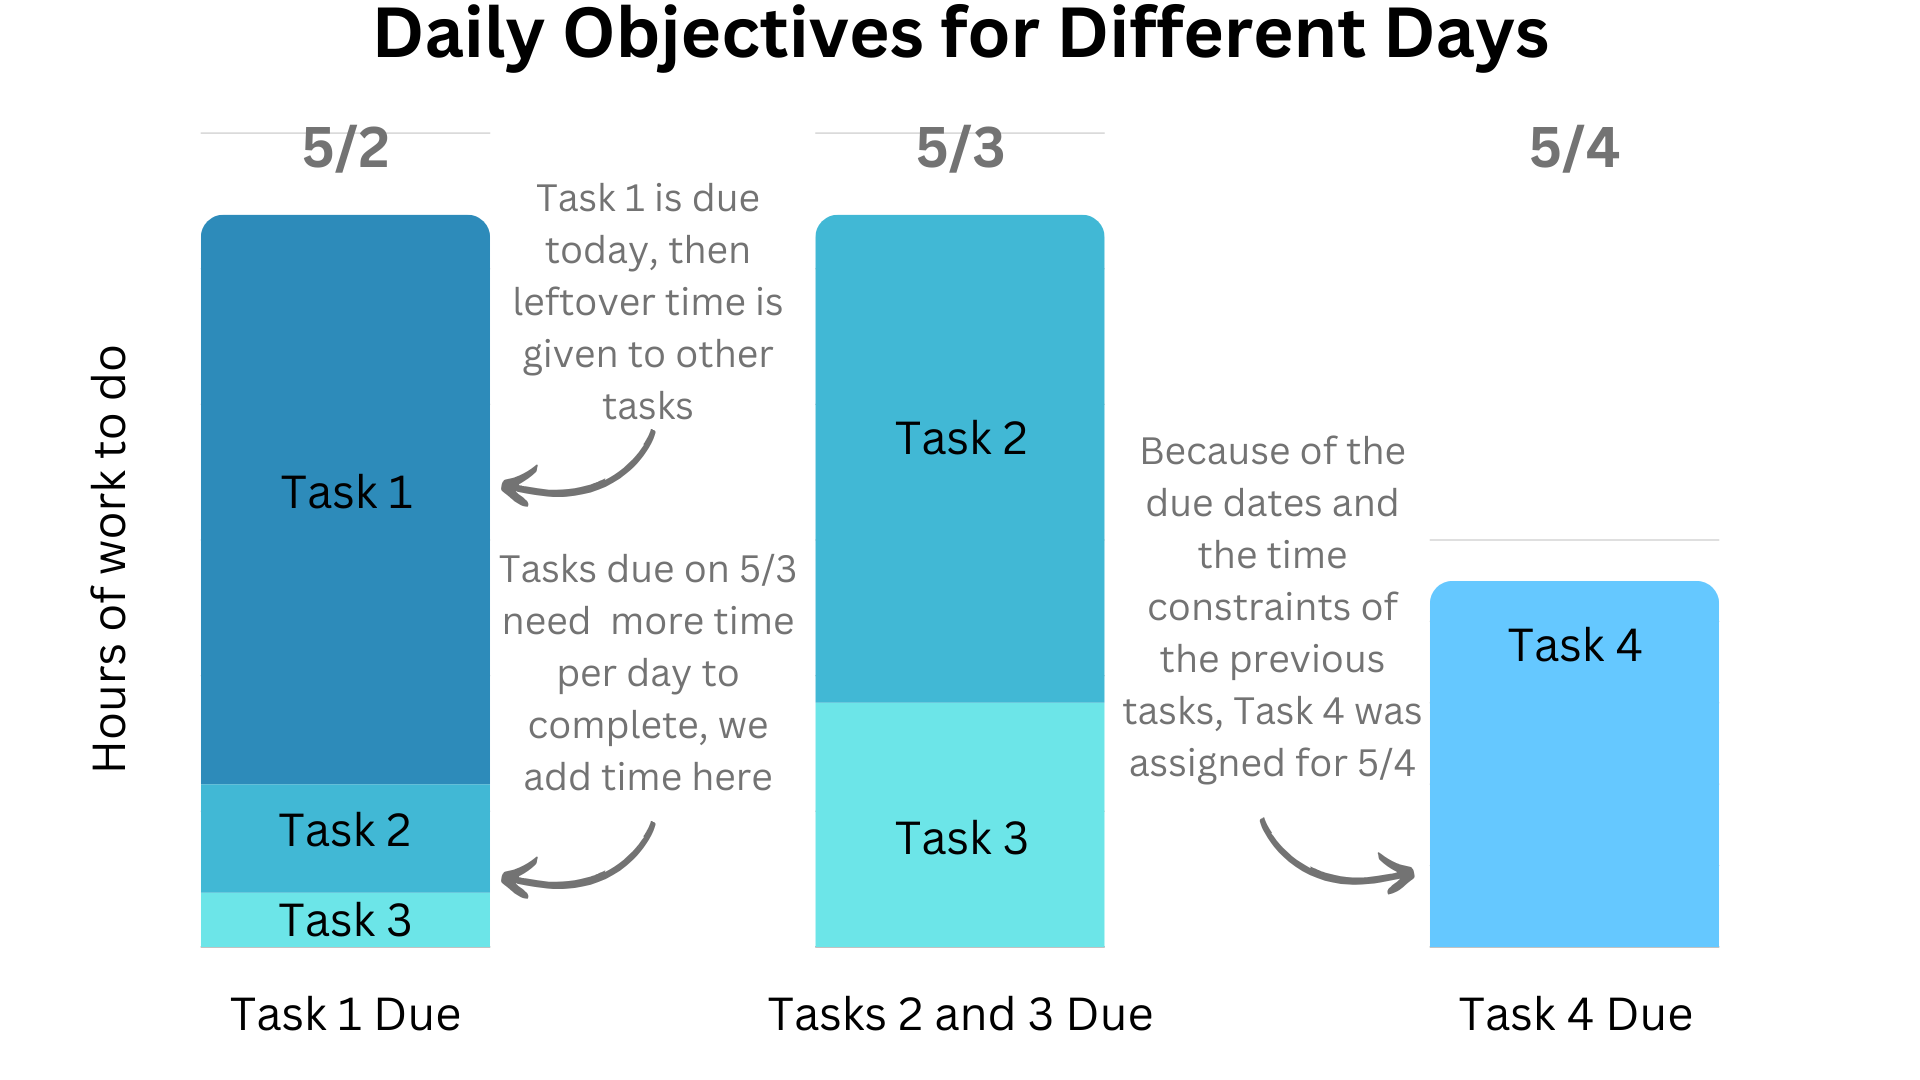 Daily Objectives for Different Days
5/2
5/3
5/4
Hours of work to do
Task 1 is due
today, then
leftover time is
given to other
tasks
Task 1
Tasks due on 5/3
need  more time
per day to
complete, we
add time here
Task 2
Task 3
Task 2
Task 3
Because of the
due dates and
the time
constraints of
the previous
tasks, Task 4 was
assigned for 5/4
Task 4
Task 1 Due
Tasks 2 and 3 Due
Task 4 Due